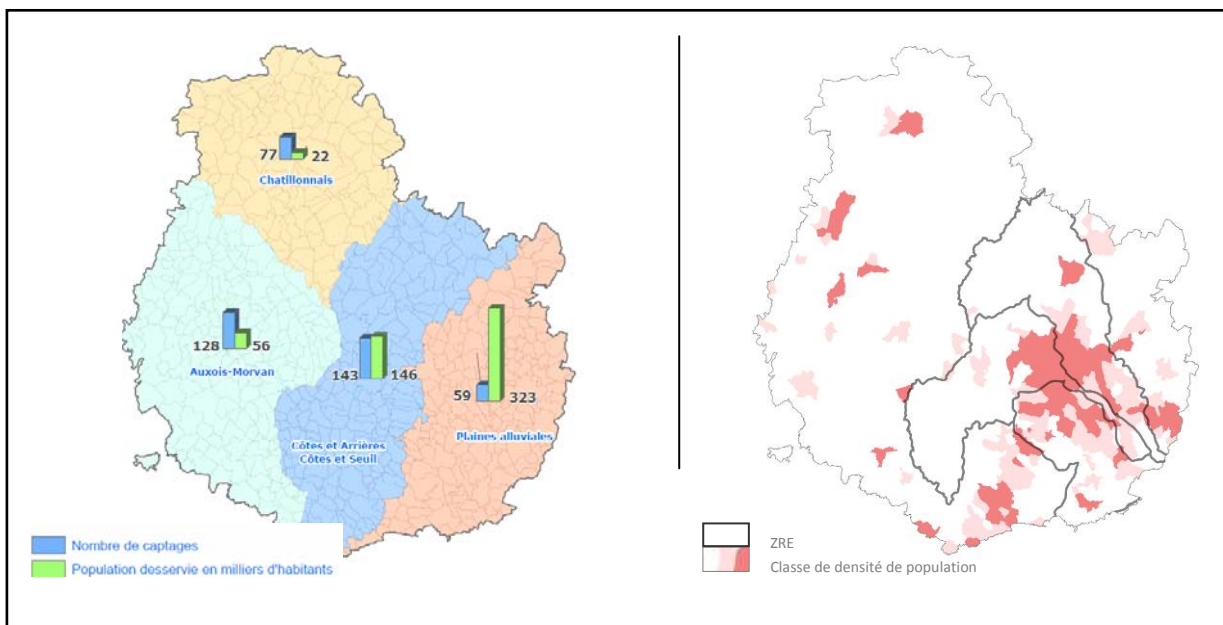 77 22
Chatillonnais
128 56
Auxois-Morvan
143 146
Côtes et Arrières
Côtes et Seuil
59 323
Plaines alluviales
Nombre de captages
Population desservie en milliers d'habitants
ZRE
Classe de densité de population